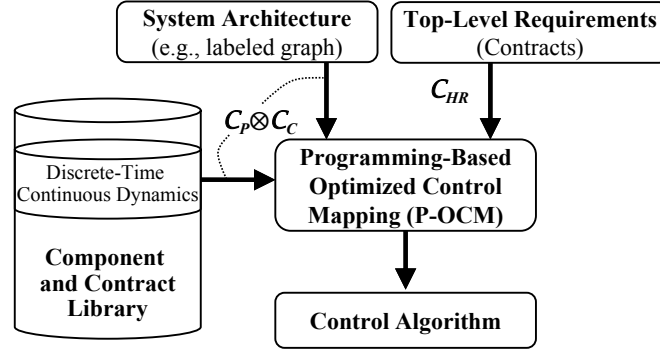 System Architecture
(e.g., labeled graph)
Top-Level Requirements
(Contracts)
C_P⊗C_C
C_HR
Discrete-Time
Continuous Dynamics
Component
and Contract
Library
Programming-Based
Optimized Control
Mapping (P-OCM)
Control Algorithm